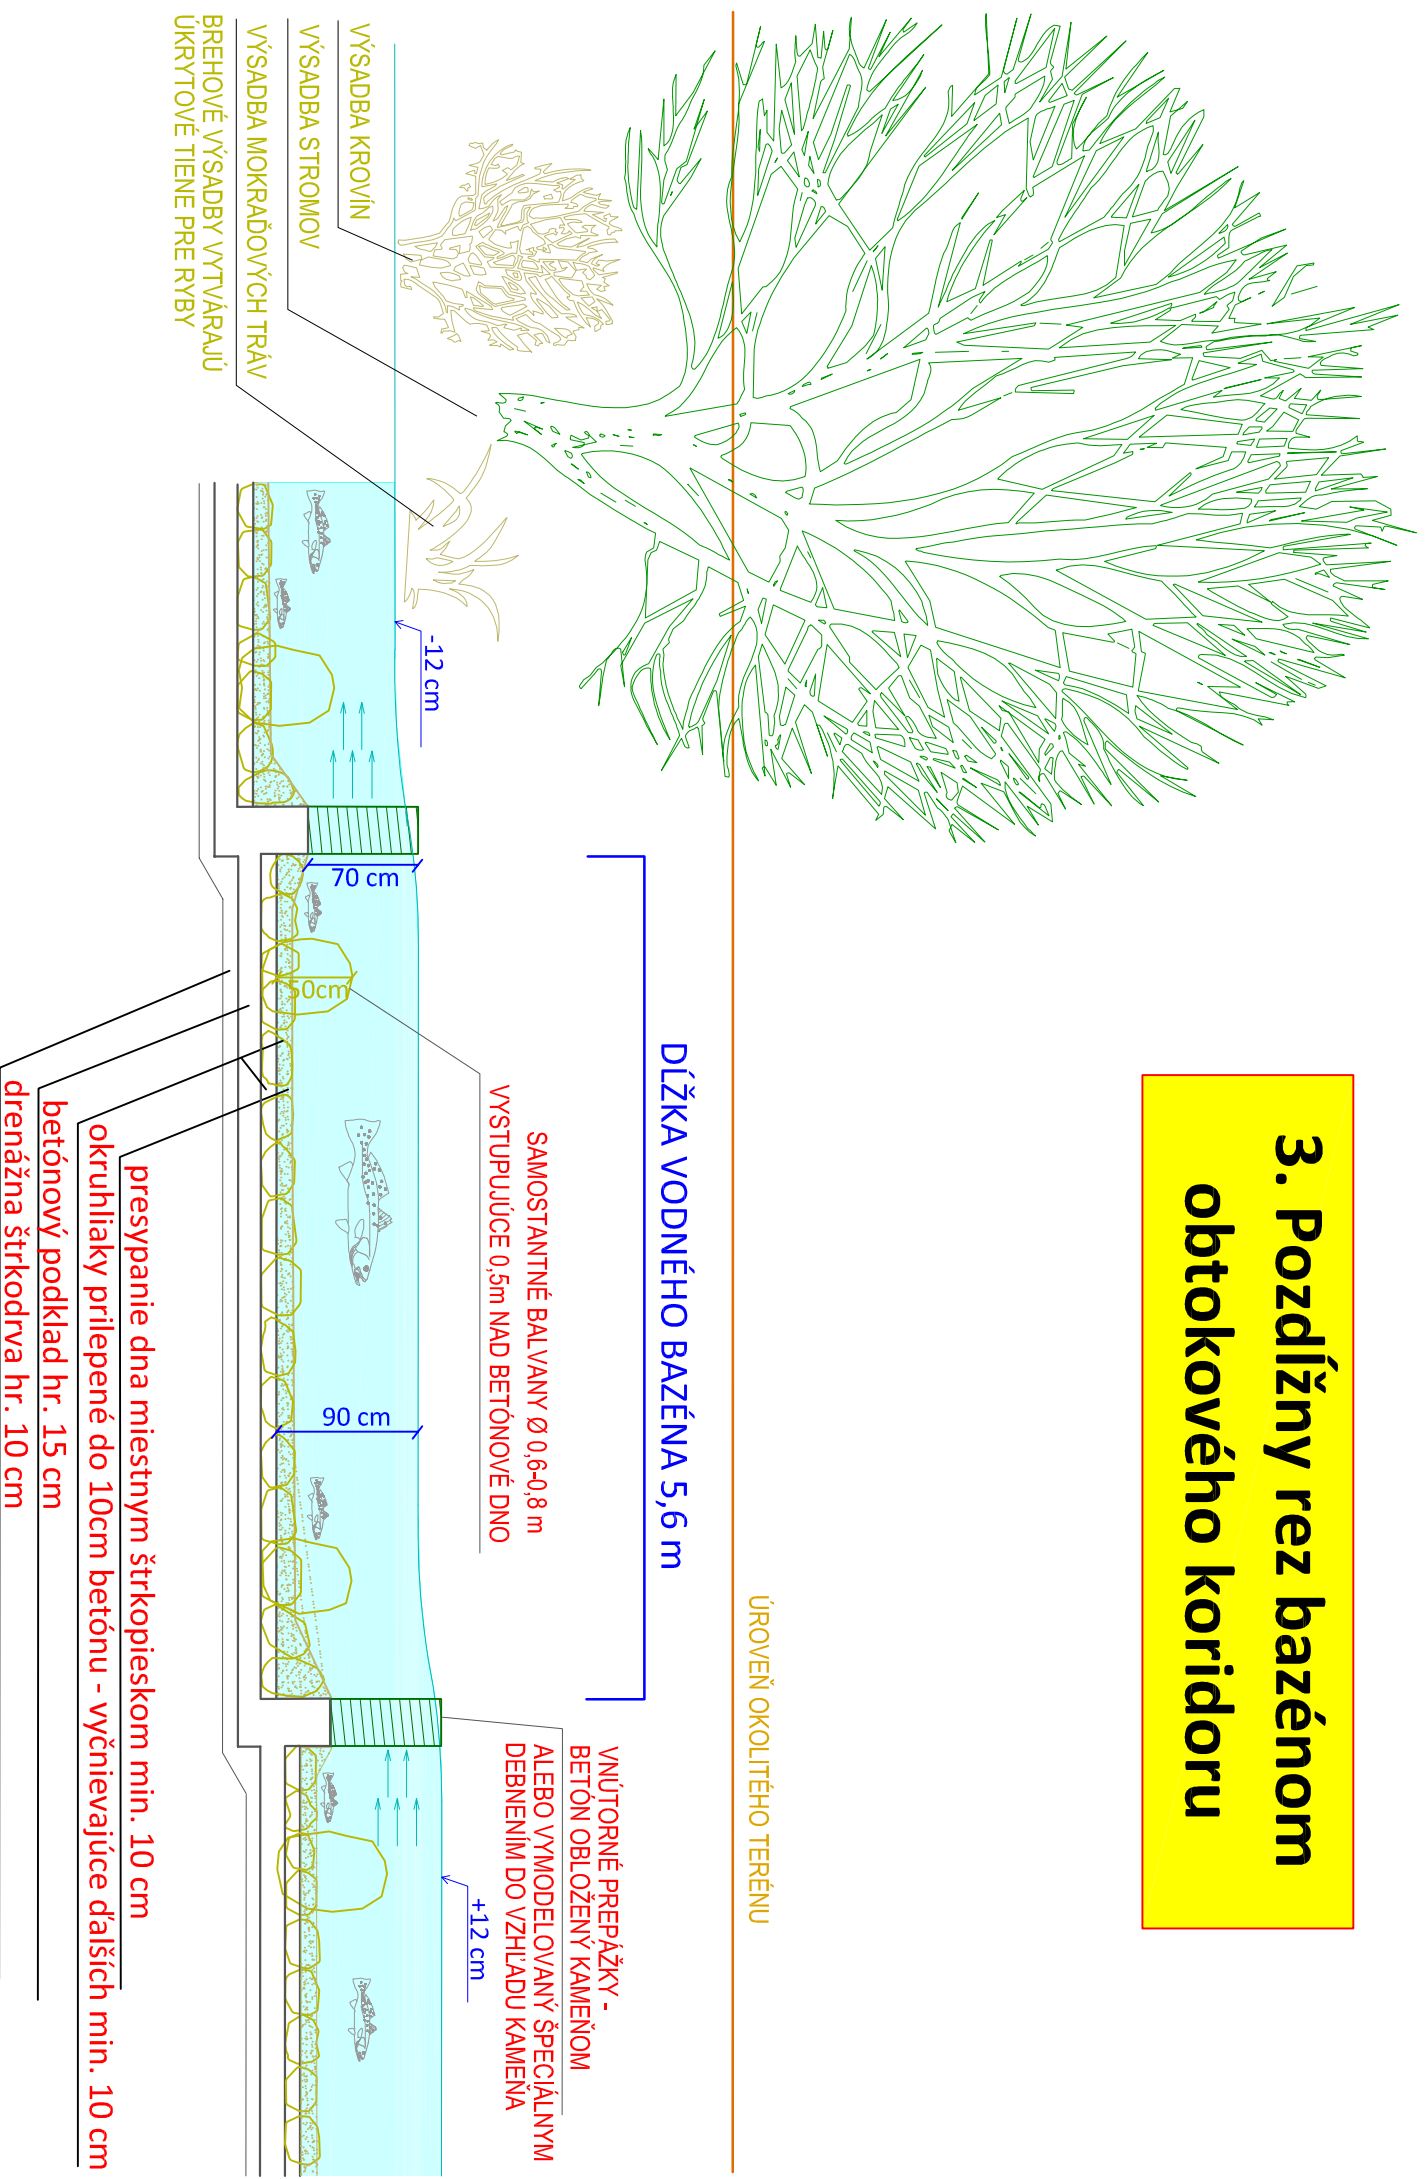 3. Pozdĺžny rez bazénom
obtokového koridoru
ÚROVEŇ OKOLITÉHO TERÉNU
DĹŽKA VODNÉHO BAZÉNA 5,6 m
VNÚTORNÉ PREPÁŽKY -
BETÓN OBLOŽENÝ KAMEŇOM
ALEBO VYMODELOVANÝ ŠPECIÁLNYM
DEBNENÍM DO VZHĽADU KAMEŇA
SAMOSTANTNÉ BALVANY Ø 0,6-0,8 m
VYSTUPUJÚCE 0,5m NAD BETÓNOVÉ DNO
-12 cm
+12 cm
70 cm
50cm
90 cm
VÝSADBA KROVÍN
VÝSADBA STROMOV
VÝSADBA MOKRAĎOVÝCH TRÁV
BREHOVÉ VÝSADBY VYTVÁRAJÚ
ÚKRYTOVÉ TIENE PRE RYBY
presypanie dna miestnym štrkopieskom min. 10 cm
okruhliaky prilepené do 10cm betónu - vyčnievajúce ďalších min. 10 cm
betónový podklad hr. 15 cm
drenážna štrkodrva hr. 10 cm